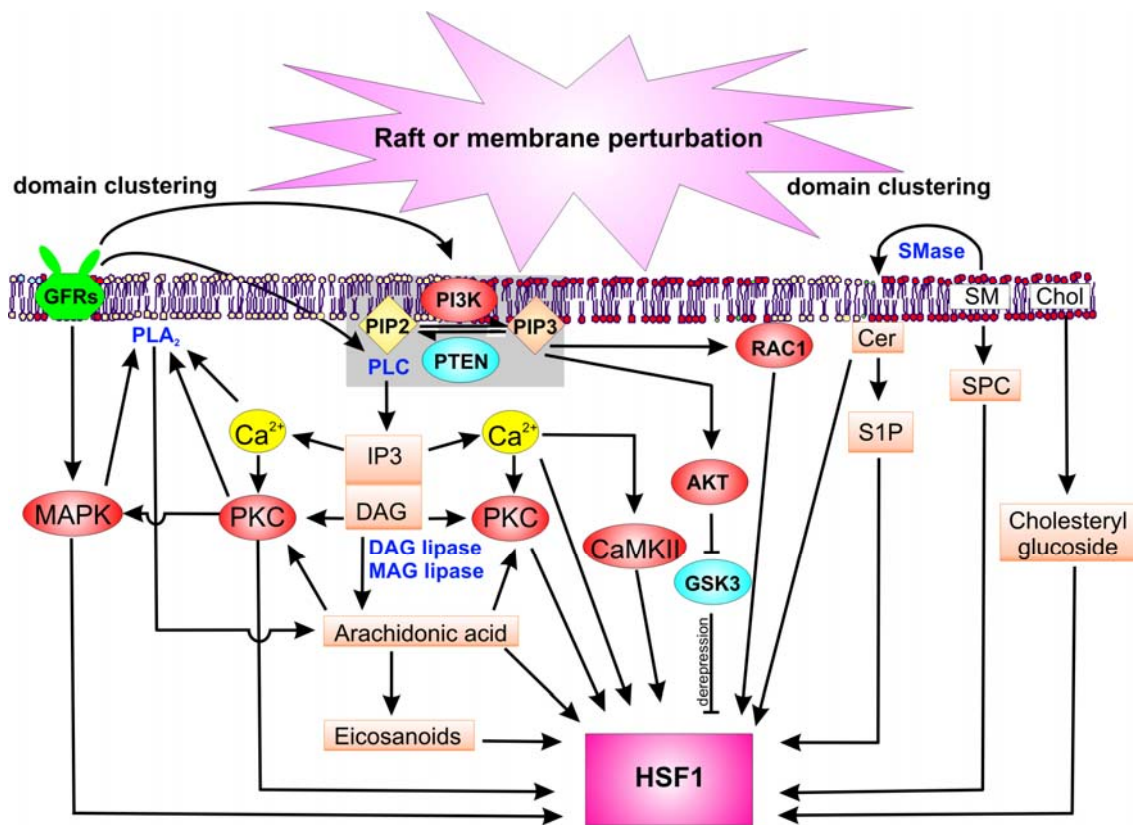 Raft or membrane perturbation
domain clustering
domain clustering
SMase
GFRs
PI3K
SM
Chol
PIP2
PIP3
PLA₂
PLC
PTEN
RAC1
Cer
SPC
Ca²⁺
Ca²⁺
IP3
S1P
AKT
MAPK
PKC
DAG
PKC
CaMKII
Cholesteryl
glucoside
DAG lipase
MAG lipase
GSK3
Arachidonic acid
derepression
Eicosanoids
HSF1